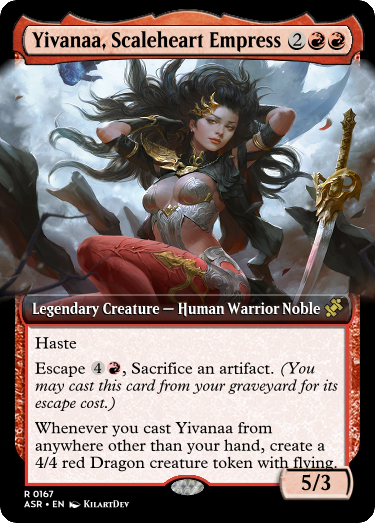 Yivanaa, Scaleheart Empress 2
Legendary Creature — Human Warrior Noble
Haste
Escape 4 , Sacrifice an artifact. (You
may cast this card from your graveyard for its
escape cost.)
Whenever you cast Yivanaa from
anywhere other than your hand, create a
4/4 red Dragon creature token with flying.
5/3
R 0167
ASR • EN KilartDev